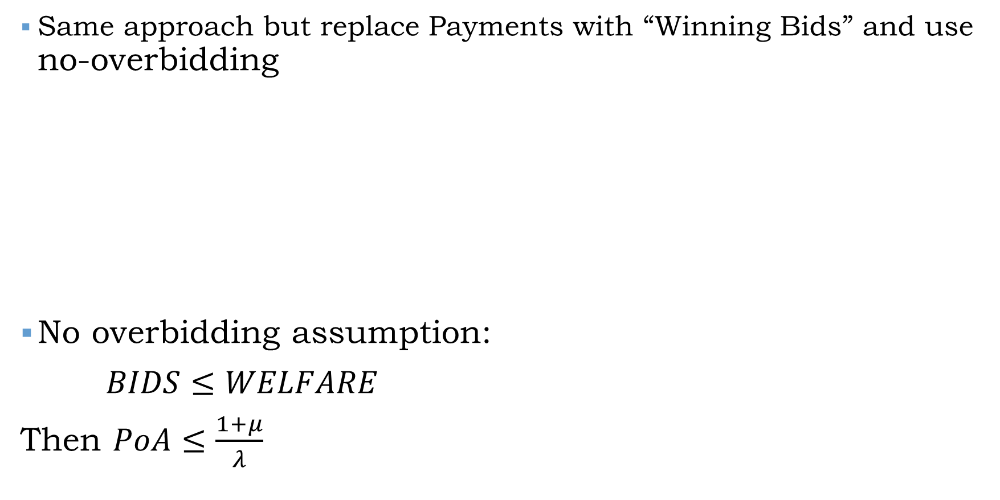 ▪ Same approach but replace Payments with “Winning Bids” and use
no-overbidding
▪ No overbidding assumption:
BIDS ≤ WELFARE
Then PoA ≤ \frac{1+μ}{λ}